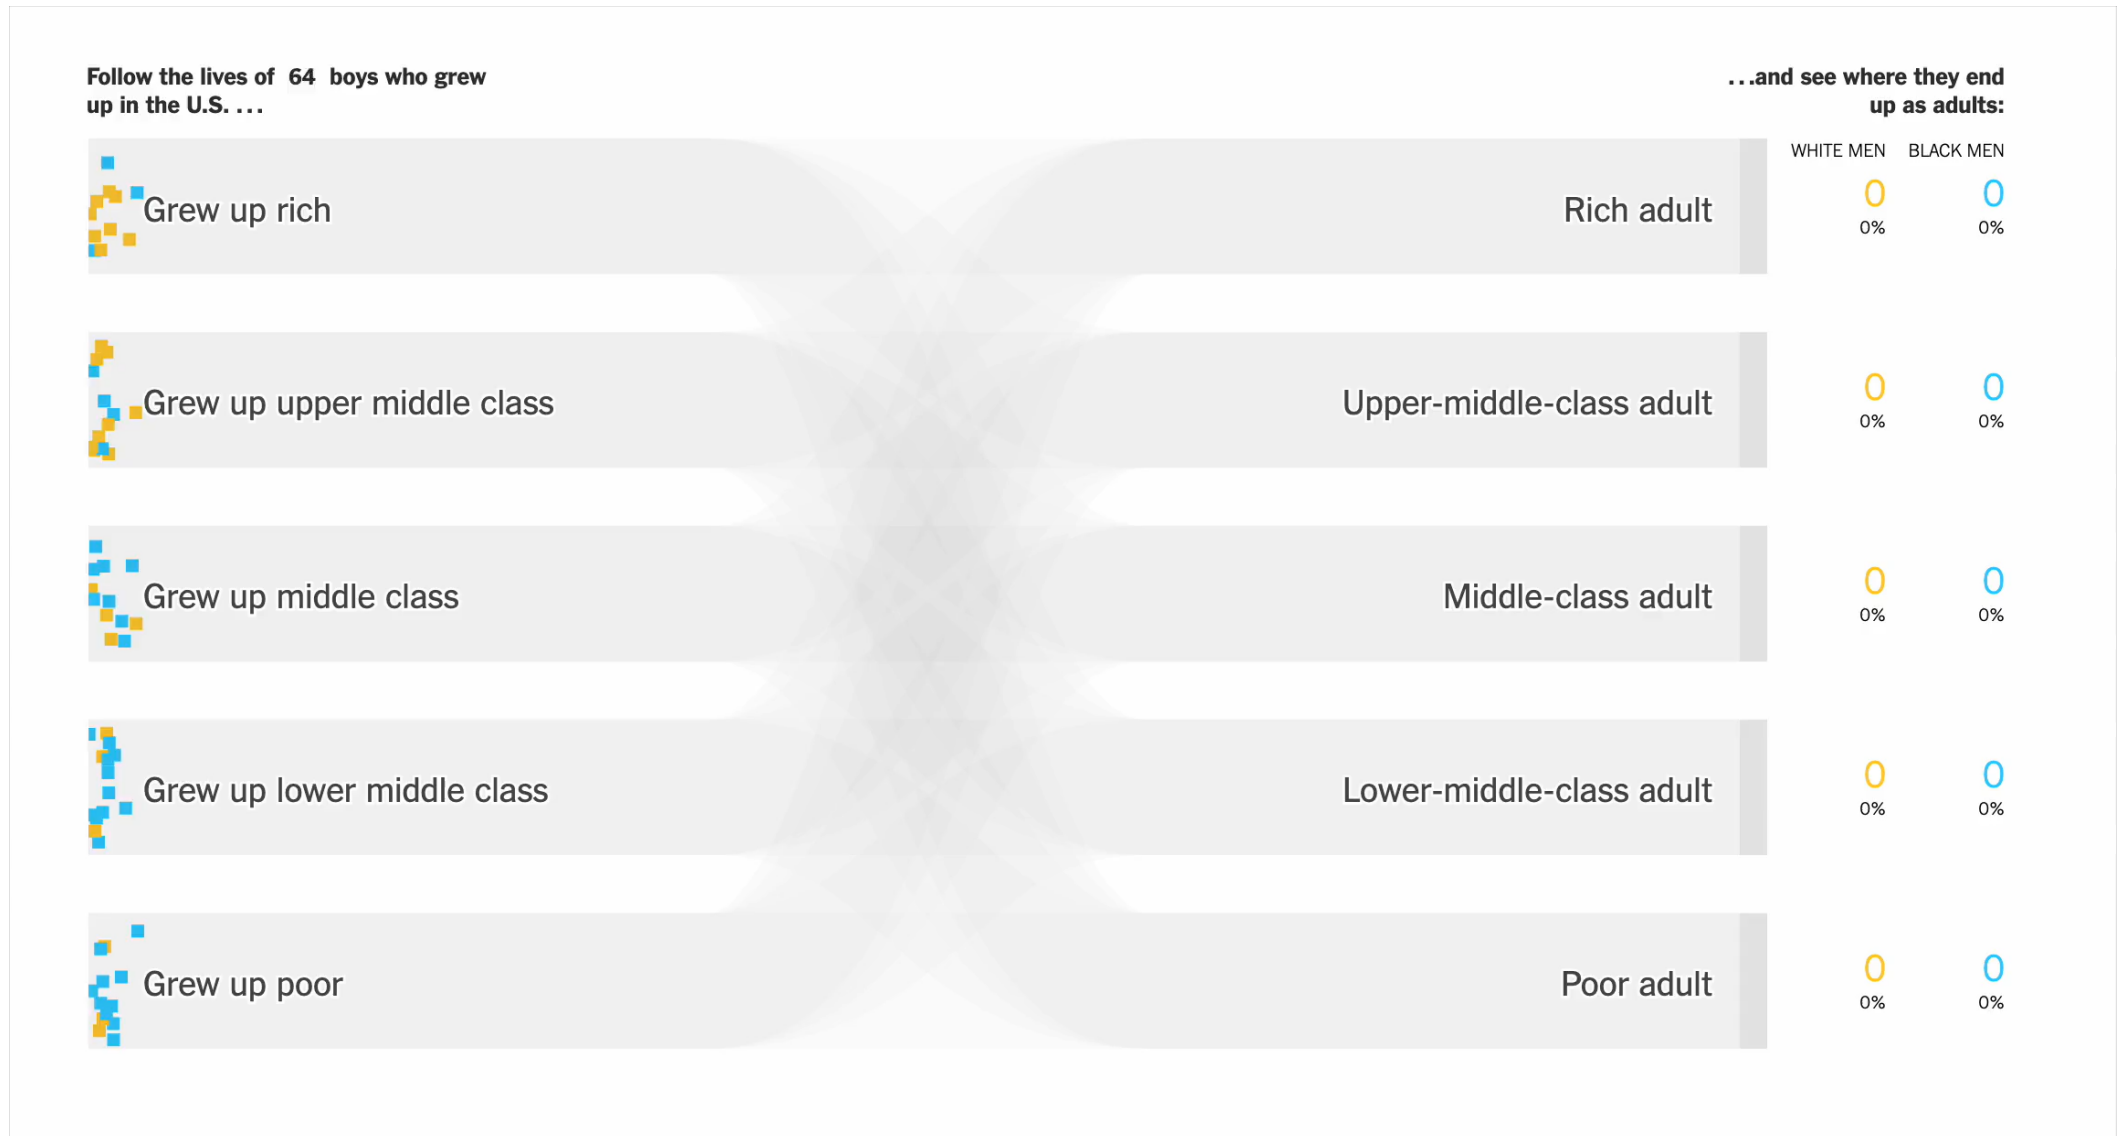 Follow the lives of 64 boys who grew
up in the U.S. ...
...and see where they end
up as adults:
WHITE MEN BLACK MEN
Grew up rich
Rich adult
0 0
0% 0%
Grew up upper middle class
Upper-middle-class adult
0 0
0% 0%
Grew up middle class
Middle-class adult
0 0
0% 0%
Grew up lower middle class
Lower-middle-class adult
0 0
0% 0%
Grew up poor
Poor adult
0 0
0% 0%